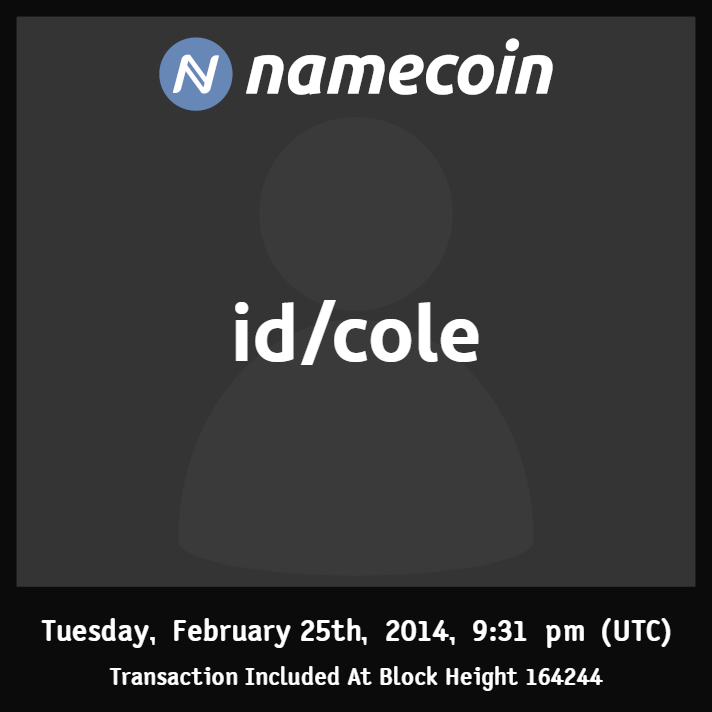 namecoin
id/cole
Tuesday, February 25th, 2014, 9:31 pm (UTC)
Transaction Included At Block Height 164244